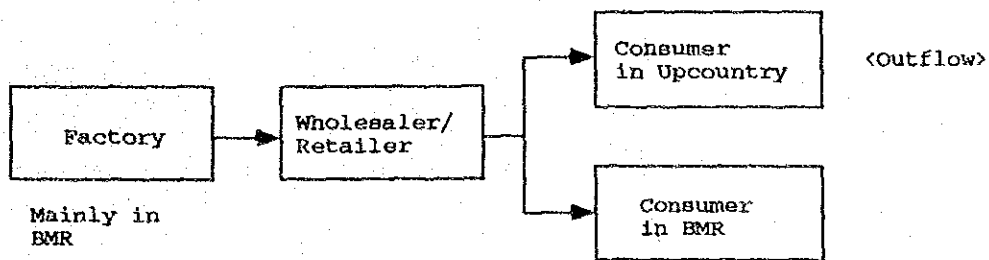 Factory
Mainly in
BMR
Wholesaler/
Retailer
Consumer
in Upcountry
<Outflow>
Consumer
in BMR